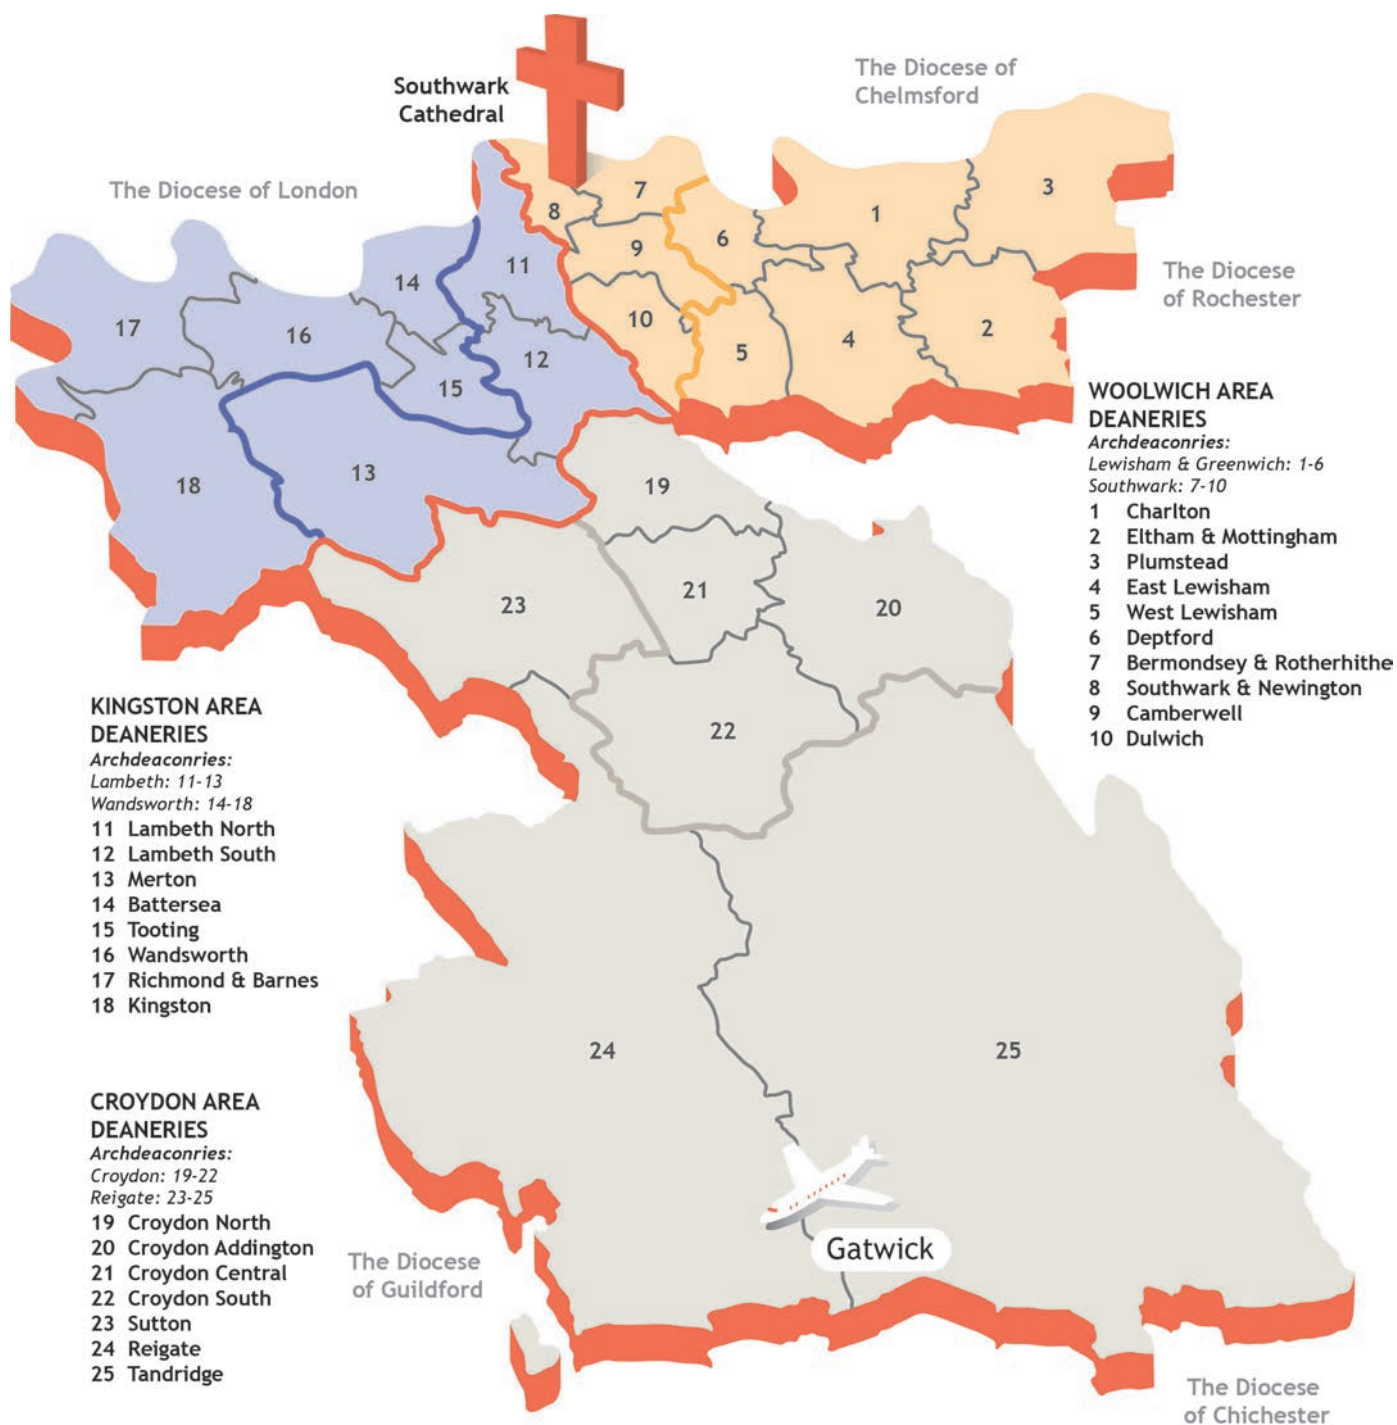 Southwark
Cathedral
The Diocese of
Chelmsford
The Diocese of London
The Diocese
of Rochester
3
7
8
1
6
9
11
14
17
16
10
5
4
2
12
15
13
18
19
23
21
20
22
24
25
Gatwick
WOOLWICH AREA
DEANERIES
Archdeaconries:
Lewisham & Greenwich: 1-6
Southwark: 7-10
1 Charlton
2 Eltham & Mottingham
3 Plumstead
4 East Lewisham
5 West Lewisham
6 Deptford
7 Bermondsey & Rotherhithe
8 Southwark & Newington
9 Camberwell
10 Dulwich
KINGSTON AREA
DEANERIES
Archdeaconries:
Lambeth: 11-13
Wandsworth: 14-18
11 Lambeth North
12 Lambeth South
13 Merton
14 Battersea
15 Tooting
16 Wandsworth
17 Richmond & Barnes
18 Kingston
CROYDON AREA
DEANERIES
Archdeaconries:
Croydon: 19-22
Reigate: 23-25
19 Croydon North
20 Croydon Addington
21 Croydon Central
22 Croydon South
23 Sutton
24 Reigate
25 Tandridge
The Diocese
of Guildford
The Diocese
of Chichester